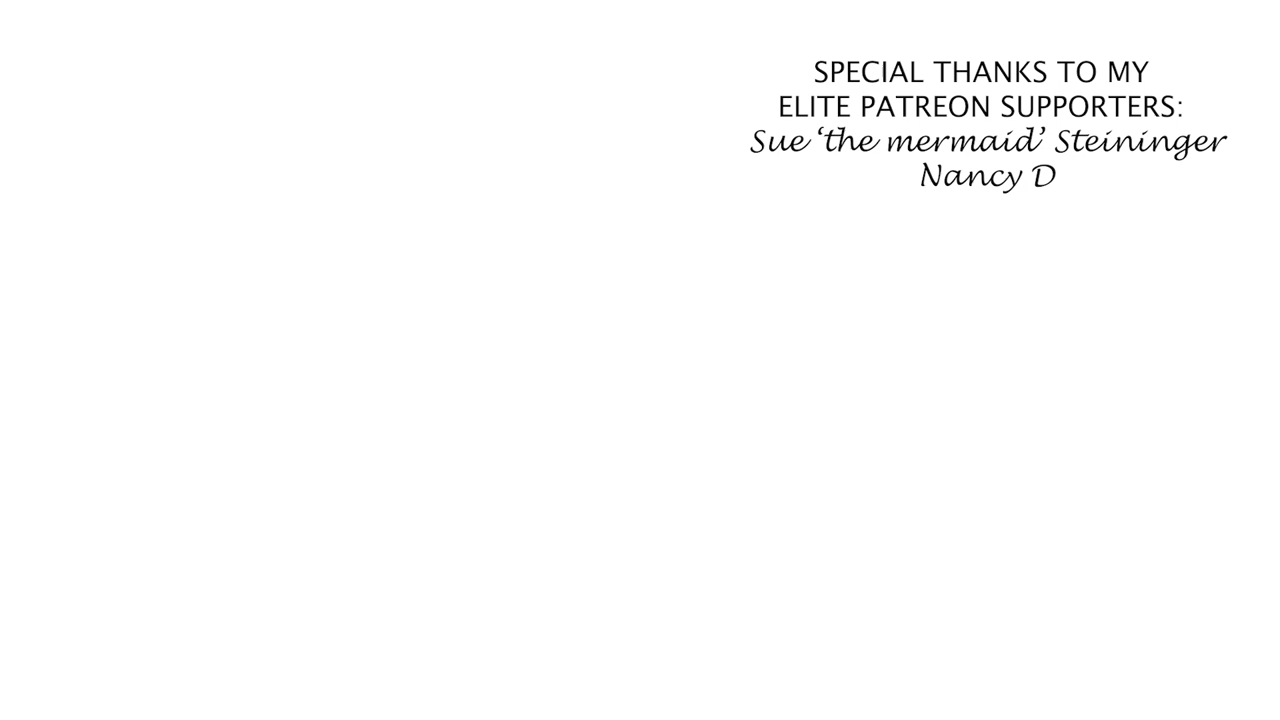 SPECIAL THANKS TO MY
ELITE PATREON SUPPORTERS:
Sue ‘the mermaid’ Steininger
Nancy D